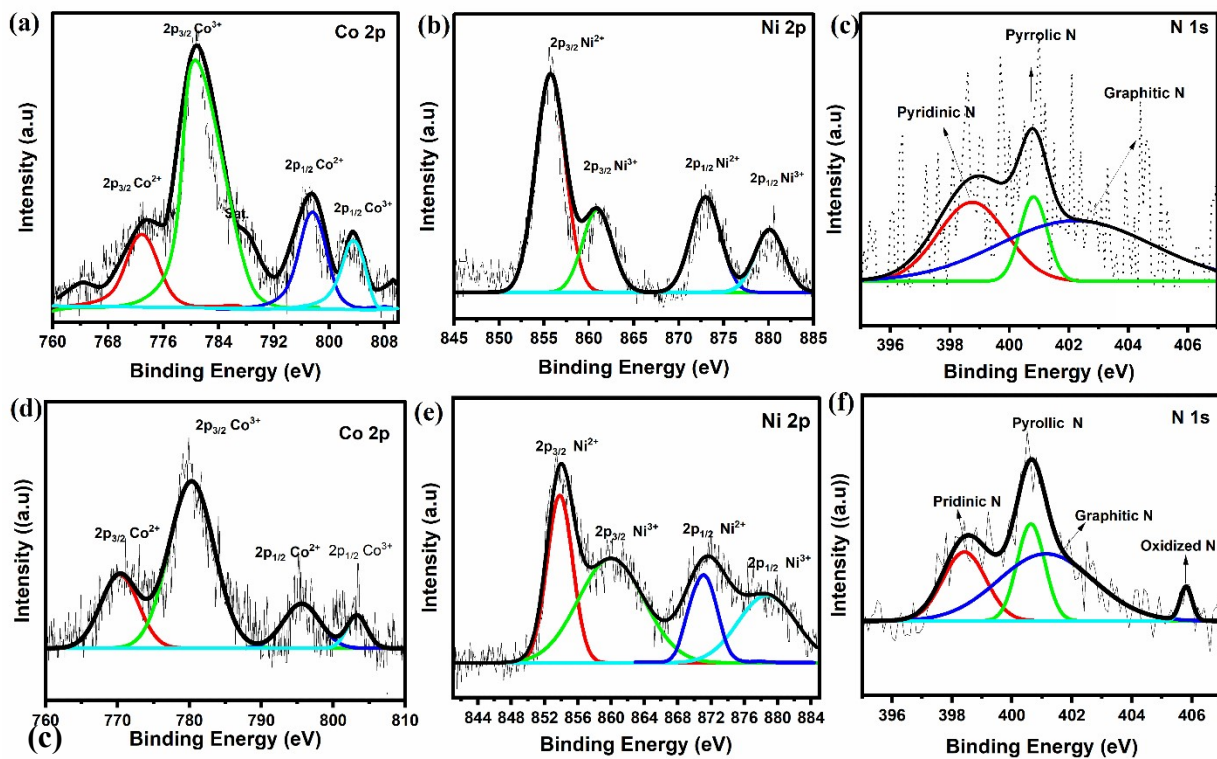 (a)
2p3/2 Co3+
Co 2p
2p3/2 Co2+
Sat.
2p1/2 Co2+
2p1/2 Co3+
Intensity (a.u)
760 768 776 784 792 800 808
Binding Energy (eV)
(b)
2p3/2 Ni2+
Ni 2p
2p3/2 Ni3+
2p1/2 Ni2+
2p1/2 Ni3+
Intensity (a.u)
845 850 855 860 865 870 875 880 885
Binding Energy (eV)
(c)
N 1s
Pyrrolic N
Graphitic N
Pyridinic N
Intensity (a.u)
396 398 400 402 404 406
Binding Energy (eV)
(d)
2p3/2 Co3+
Co 2p
2p3/2 Co2+
2p1/2 Co2+
2p1/2 Co3+
Intensity ((a.u))
760 770 780 790 800 810
Binding Energy (eV)
(c)
(e)
Ni 2p
2p3/2 Ni2+
2p3/2 Ni3+
2p1/2 Ni2+
2p1/2 Ni3+
Intensity (a.u)
844 848 852 856 860 864 868 872 876 880 884
Binding Energy (eV)
(f)
N 1s
Pyrollic N
Pridinic N
Graphitic N
Oxidized N
Intensity ((a.u))
396 398 400 402 404 406
Binding Energy (eV)